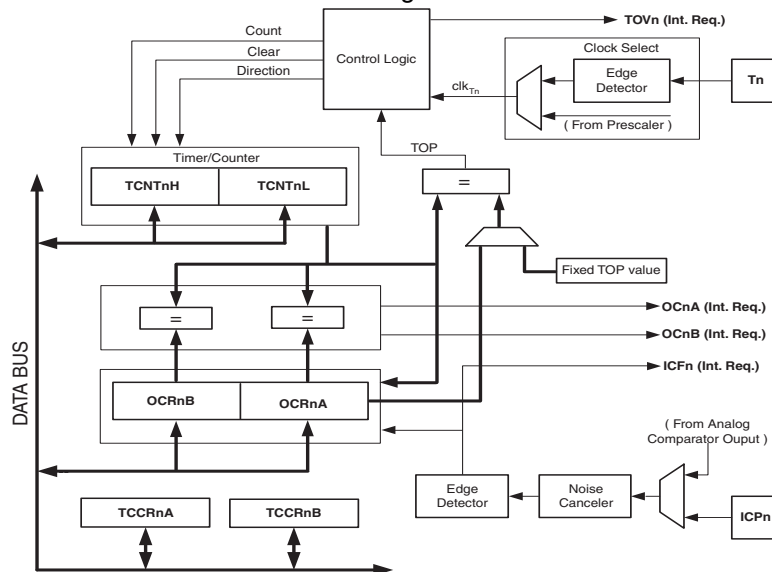 TOVn (Int. Req.)
Count
Clear
Direction
Control Logic
Clock Select
Edge
Detector
Tn
clkTn
( From Prescaler )
TOP
Timer/Counter
TCNTnH
TCNTnL
=
Fixed TOP value
=
=
OCnA (Int. Req.)
OCnB (Int. Req.)
ICFn (Int. Req.)
DATA BUS
OCRnB
OCRnA
( From Analog
Comparator Ouput )
TCCRnA
TCCRnB
Edge
Detector
Noise
Canceler
ICPn